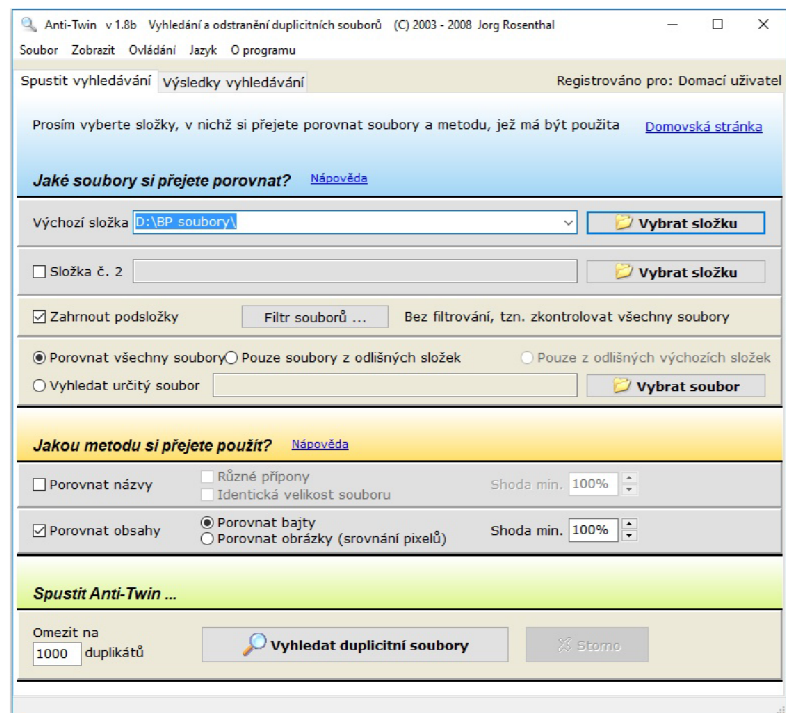 Anti-Twin v 1.8b Vyhledání a odstranění duplicitních souborů (C) 2003 - 2008 Jorg Rosenthal
Soubor Zobrazit Ovládání Jazyk O programu
Spustit vyhledávání Výsledky vyhledávání Registrováno pro: Domací uživatel
Prosím vyberte složky, v nichž si přejete porovnat soubory a metodu, jež má být použita Domovská stránka
Jaké soubory si přejete porovnat? Nápověda
Výchozí složka D:\BP soubory\ Vybrat složku
Složka č. 2 Vybrat složku
Zahrnout podsložky Filtr souborů ... Bez filtrování, tzn. zkontrolovat všechny soubory
Porovnat všechny soubory Pouze soubory z odlišných složek Pouze z odlišných výchozích složek
Vyhledat určitý soubor Vybrat soubor
Jakou metodu si přejete použít? Nápověda
Porovnat názvy Různé přípony Shoda min. 100%
Identická velikost souboru
Porovnat obsahy Porovnat bajty Shoda min. 100%
Porovnat obrázky (srovnání pixelů)
Spustit Anti-Twin ...
Omezit na
1000 duplikátů Vyhledat duplicitní soubory Storno